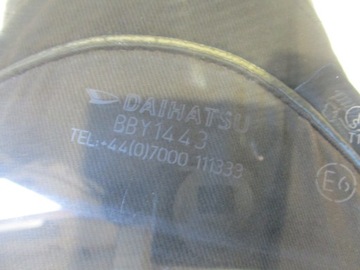 DAIHATSU
BBY1443
TEL:+44(0)7000 111333
E6